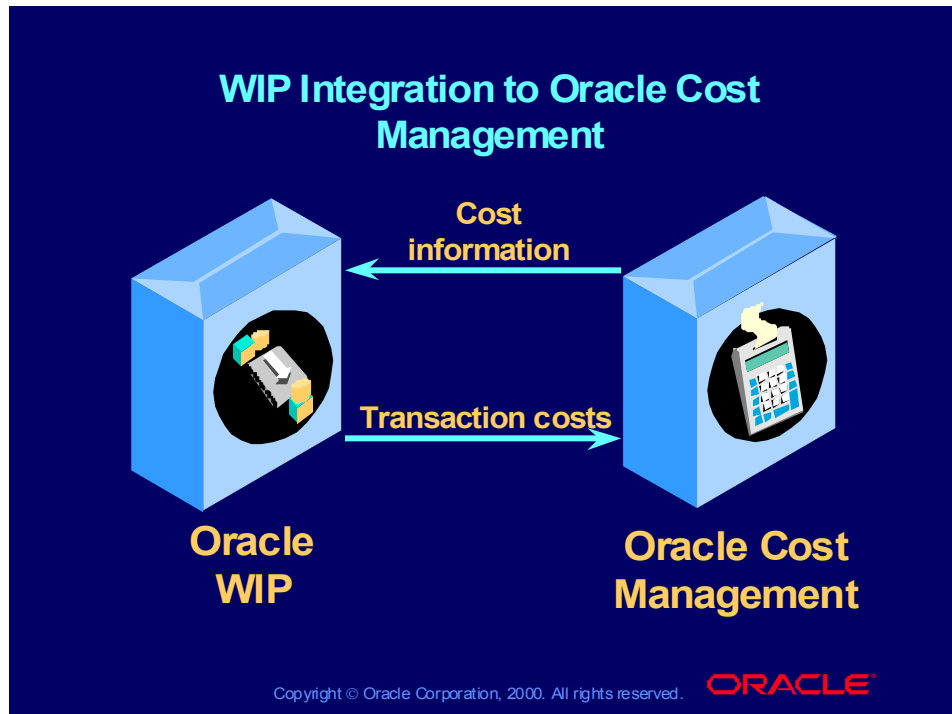 WIP Integration to Oracle Cost
Management
Cost
information
Transaction costs
Oracle
WIP
Oracle Cost
Management
Copyright © Oracle Corporation, 2000. All rights reserved.
ORACLE®